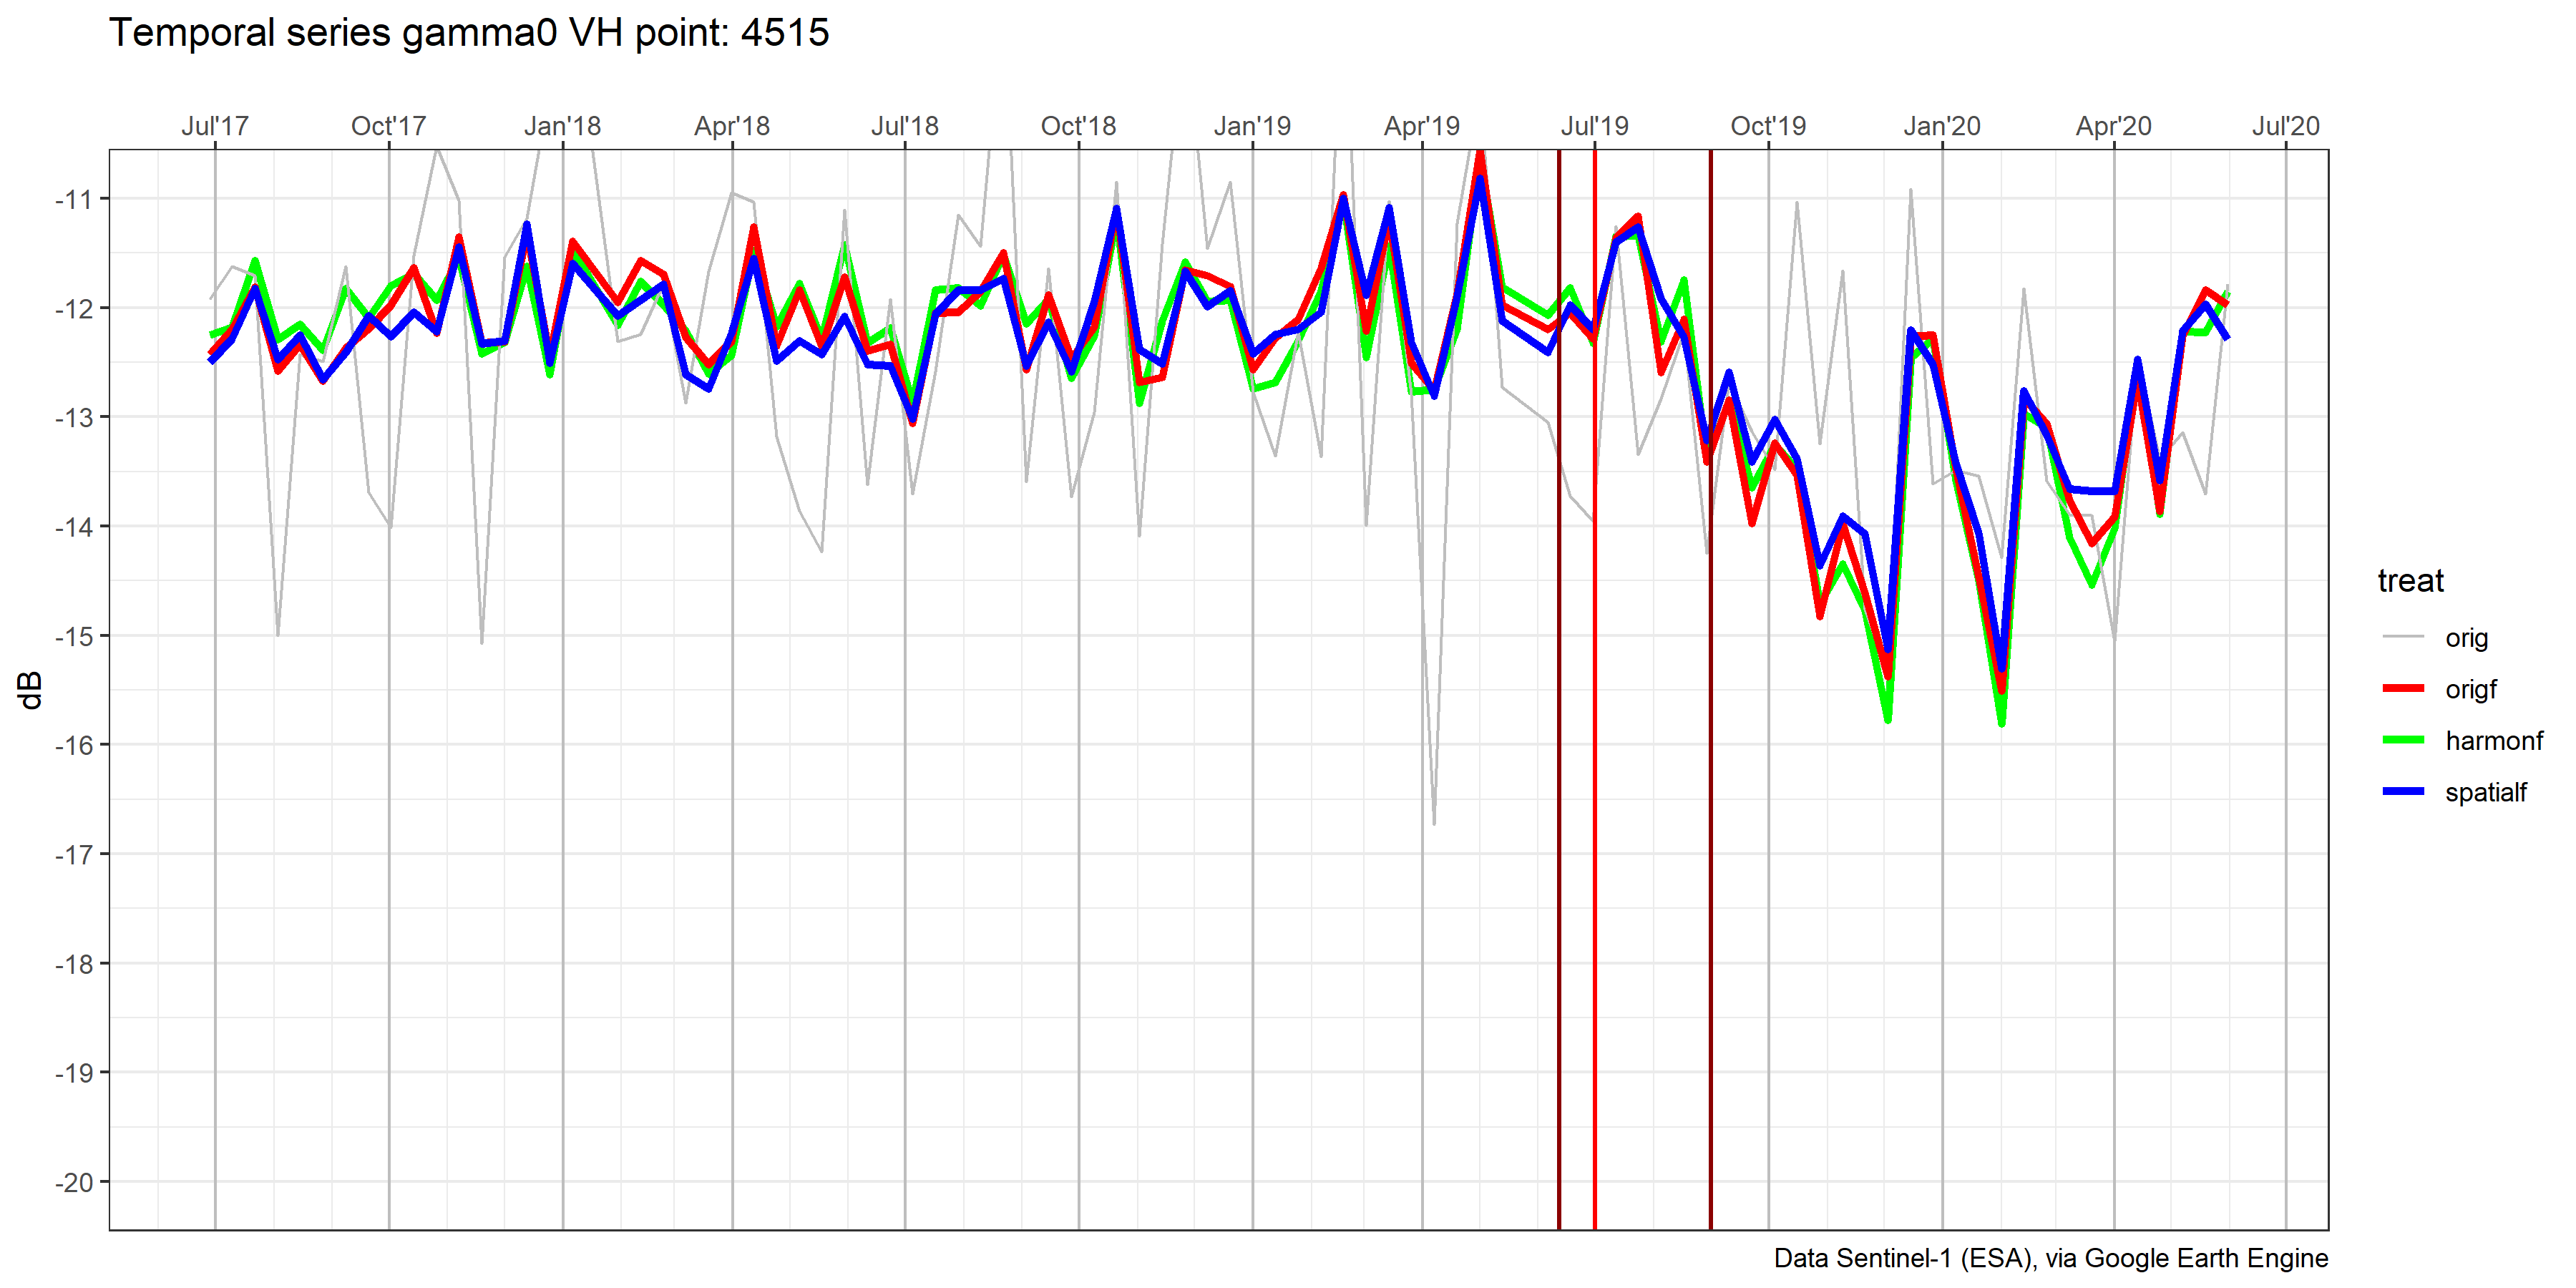 Temporal series gamma0 VH point: 4515
Jul'17 Oct'17 Jan'18 Apr'18 Jul'18 Oct'18 Jan'19 Apr'19 Jul'19 Oct'19 Jan'20 Apr'20 Jul'20
-11
-12
-13
-14
-15
-16
-17
-18
-19
-20
dB
treat
orig
origf
harmonf
spatialf
Data Sentinel-1 (ESA), via Google Earth Engine